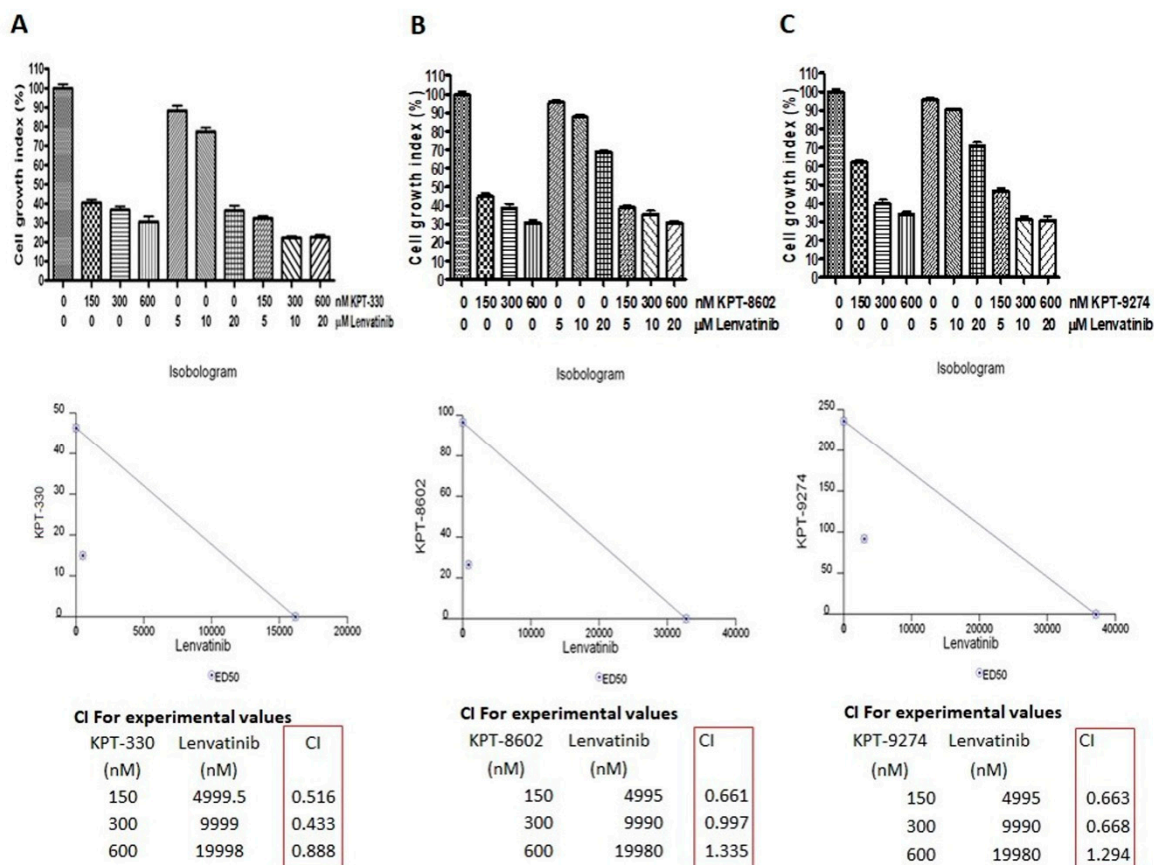 A
Cell growth index (%)
110
100
90
80
70
60
50
40
30
20
10
0
0 150 300 600 0 0 0 150 300 600 nM KPT-330
0 0 0 0 5 10 20 5 10 20 μM Lenvatinib
Isobologram
KPT-330
50
40
30
20
10
0
0 5000 10000 15000 20000
Lenvatinib
ED50
CI For experimental values
KPT-330 Lenvatinib CI
(nM) (nM)
150 4999.5 0.516
300 9999 0.433
600 19998 0.888
B
Cell growth index (%)
110
100
90
80
70
60
50
40
30
20
10
0
0 150 300 600 0 0 0 150 300 600 nM KPT-8602
0 0 0 0 5 10 20 5 10 20 μM Lenvatinib
Isobologram
KPT-8602
100
80
60
40
20
0
0 10000 20000 30000 40000
Lenvatinib
ED50
CI For experimental values
KPT-8602 Lenvatinib CI
(nM) (nM)
150 4995 0.661
300 9990 0.997
600 19980 1.335
C
Cell growth index (%)
110
100
90
80
70
60
50
40
30
20
10
0
0 150 300 600 0 0 0 150 300 600 nM KPT-9274
0 0 0 0 5 10 20 5 10 20 μM Lenvatinib
Isobologram
KPT-9274
250
200
150
100
50
0
0 10000 20000 30000 40000
Lenvatinib
ED50
CI For experimental values
KPT-9274 Lenvatinib CI
(nM) (nM)
150 4995 0.663
300 9990 0.668
600 19980 1.294